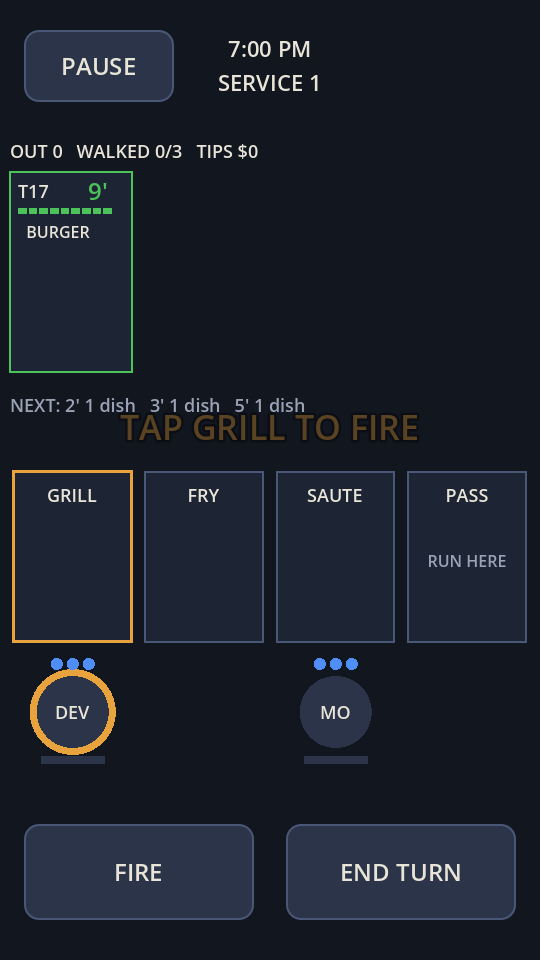 PAUSE
7:00 PM
SERVICE 1
OUT 0 WALKED 0/3 TIPS $0
T17 9'
BURGER
NEXT: 2' 1 dish 3' 1 dish 5' 1 dish
TAP GRILL TO FIRE
GRILL
FRY
SAUTE
PASS
RUN HERE
DEV
MO
FIRE
END TURN